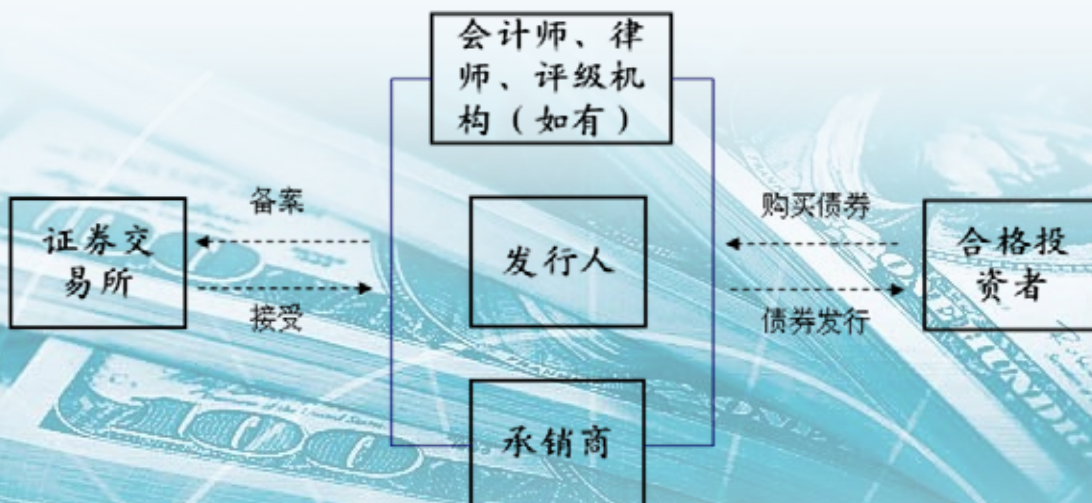 会计师、律
师、评级机
构（如有）
备案
购买债券
证券交
易所
发行人
合格投
资者
接受
债券发行
承销商
100